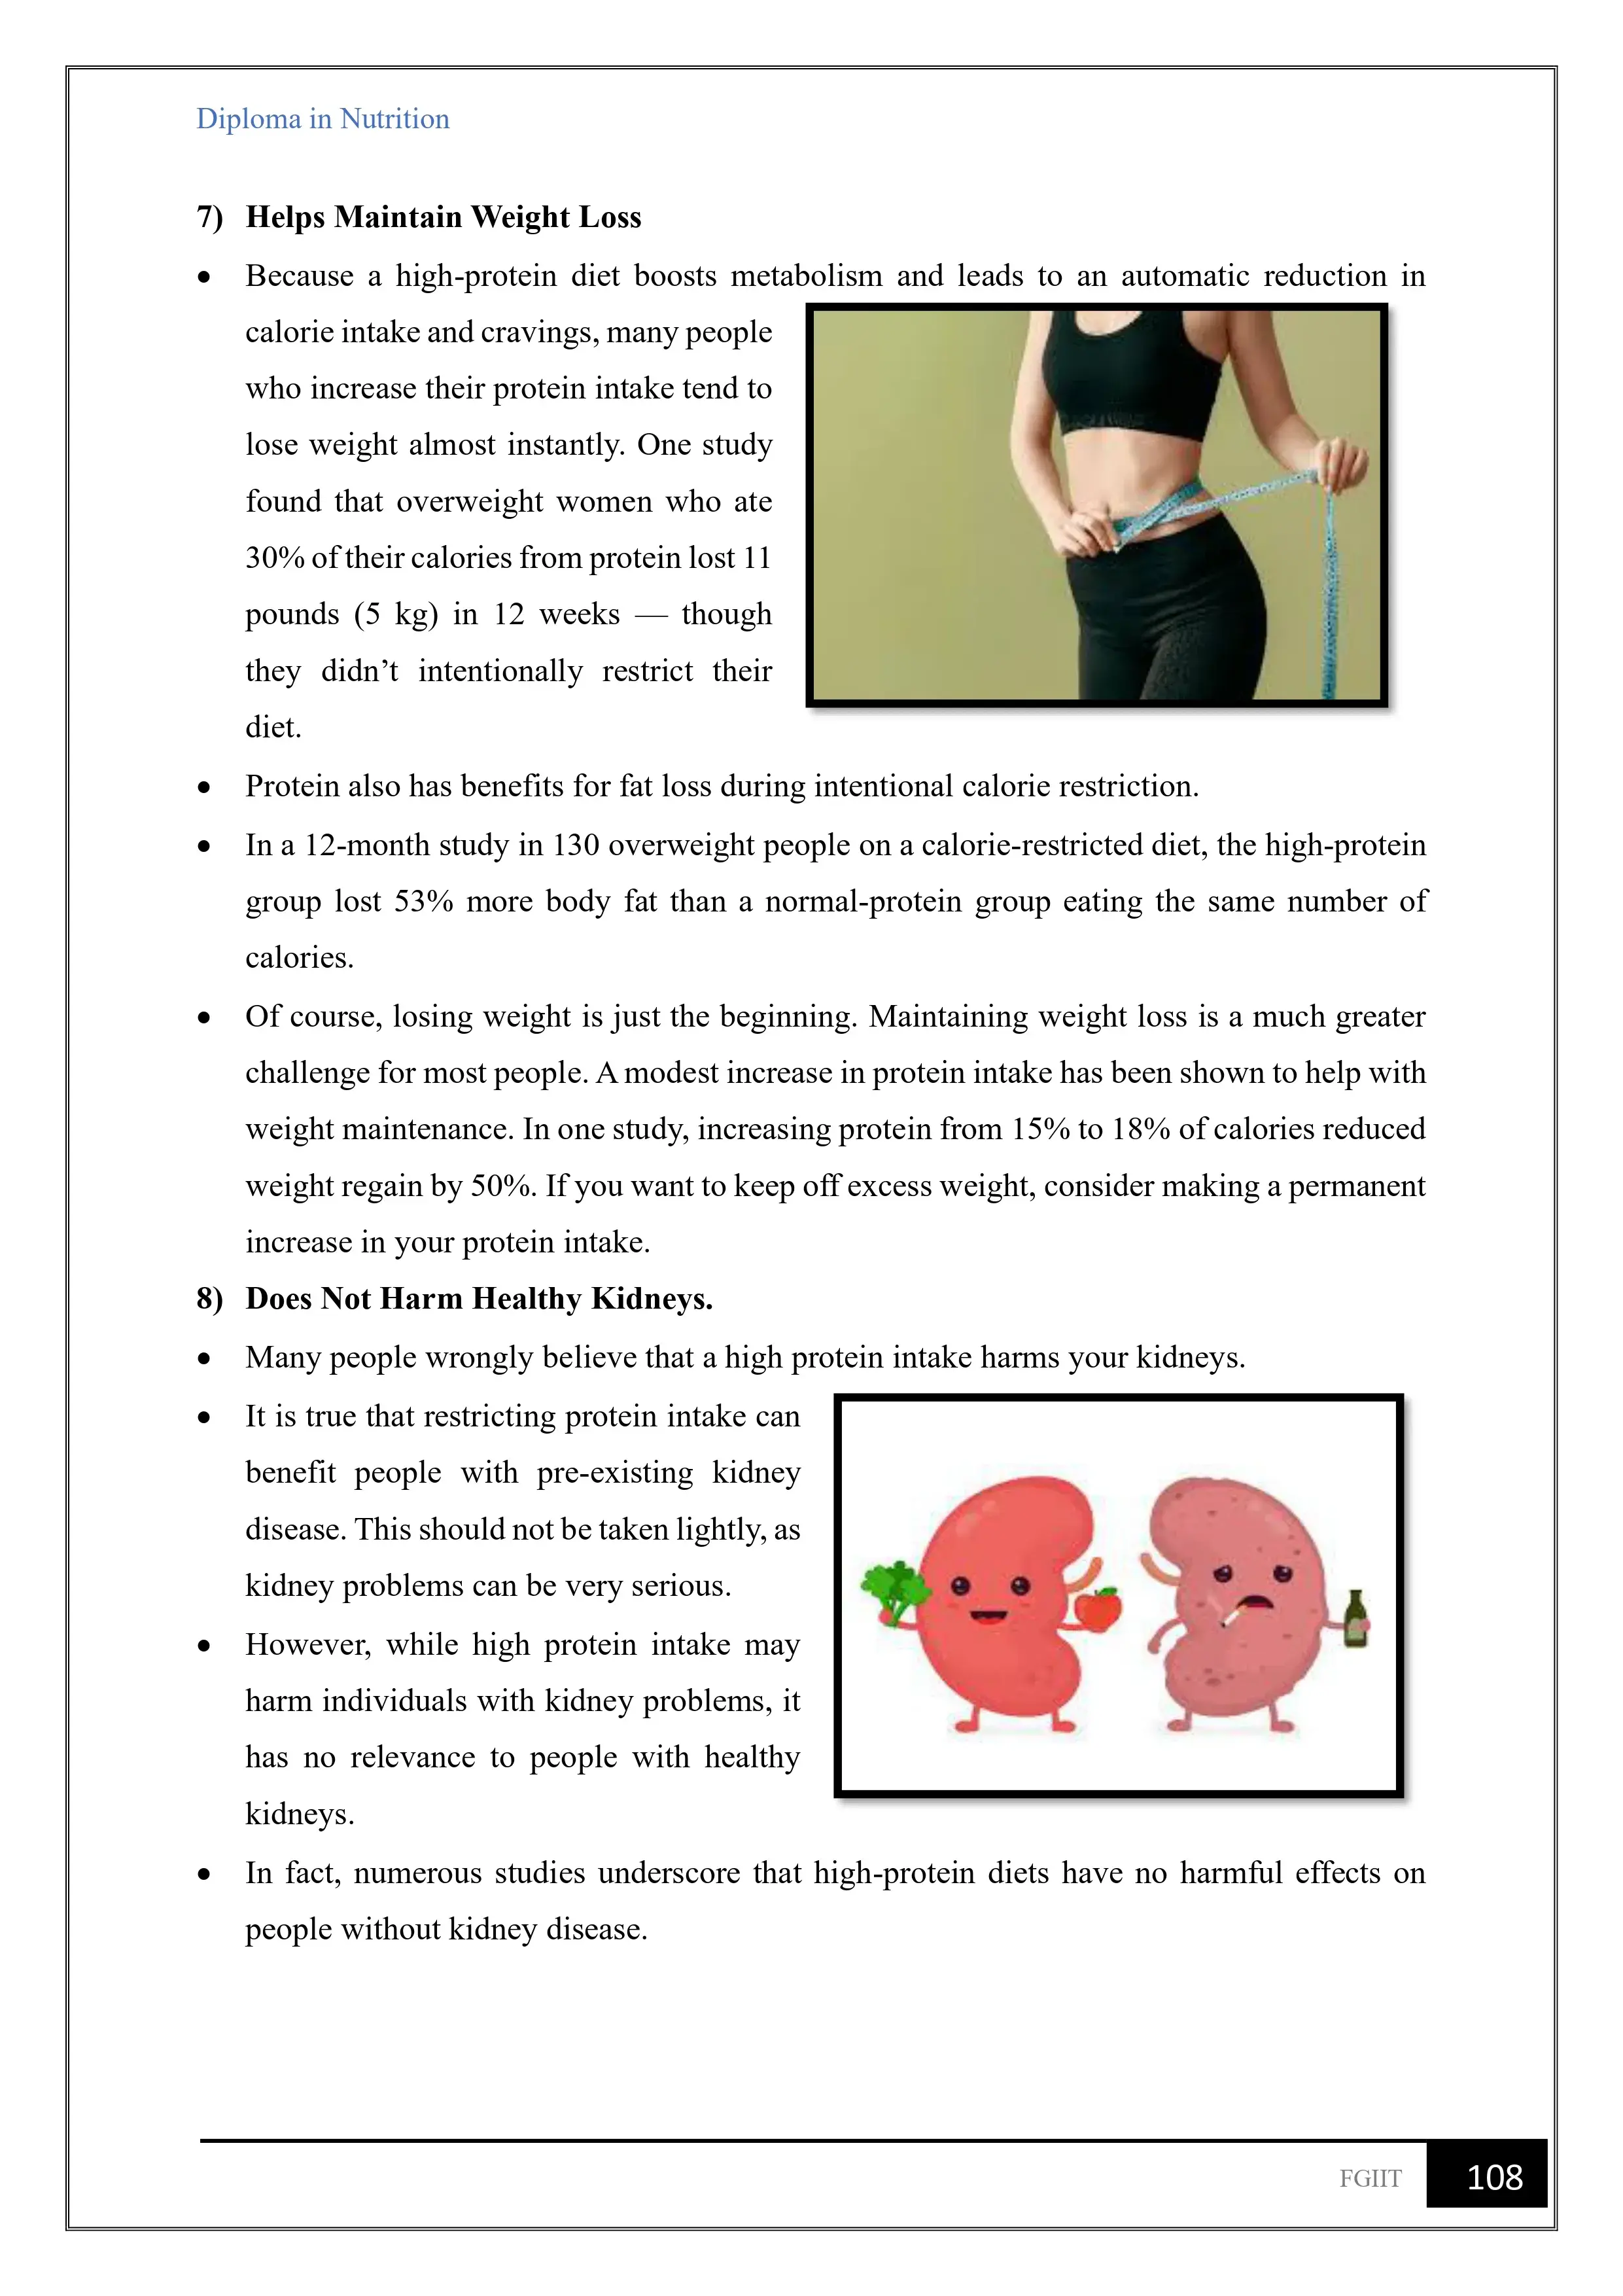 Diploma in Nutrition
7) Helps Maintain Weight Loss
• Because a high-protein diet boosts metabolism and leads to an automatic reduction in
calorie intake and cravings, many people
who increase their protein intake tend to
lose weight almost instantly. One study
found that overweight women who ate
30% of their calories from protein lost 11
pounds (5 kg) in 12 weeks — though
they didn’t intentionally restrict their
diet.
• Protein also has benefits for fat loss during intentional calorie restriction.
• In a 12-month study in 130 overweight people on a calorie-restricted diet, the high-protein
group lost 53% more body fat than a normal-protein group eating the same number of
calories.
• Of course, losing weight is just the beginning. Maintaining weight loss is a much greater
challenge for most people. A modest increase in protein intake has been shown to help with
weight maintenance. In one study, increasing protein from 15% to 18% of calories reduced
weight regain by 50%. If you want to keep off excess weight, consider making a permanent
increase in your protein intake.
8) Does Not Harm Healthy Kidneys.
• Many people wrongly believe that a high protein intake harms your kidneys.
• It is true that restricting protein intake can
benefit people with pre-existing kidney
disease. This should not be taken lightly, as
kidney problems can be very serious.
• However, while high protein intake may
harm individuals with kidney problems, it
has no relevance to people with healthy
kidneys.
• In fact, numerous studies underscore that high-protein diets have no harmful effects on
people without kidney disease.
FGIIT 108